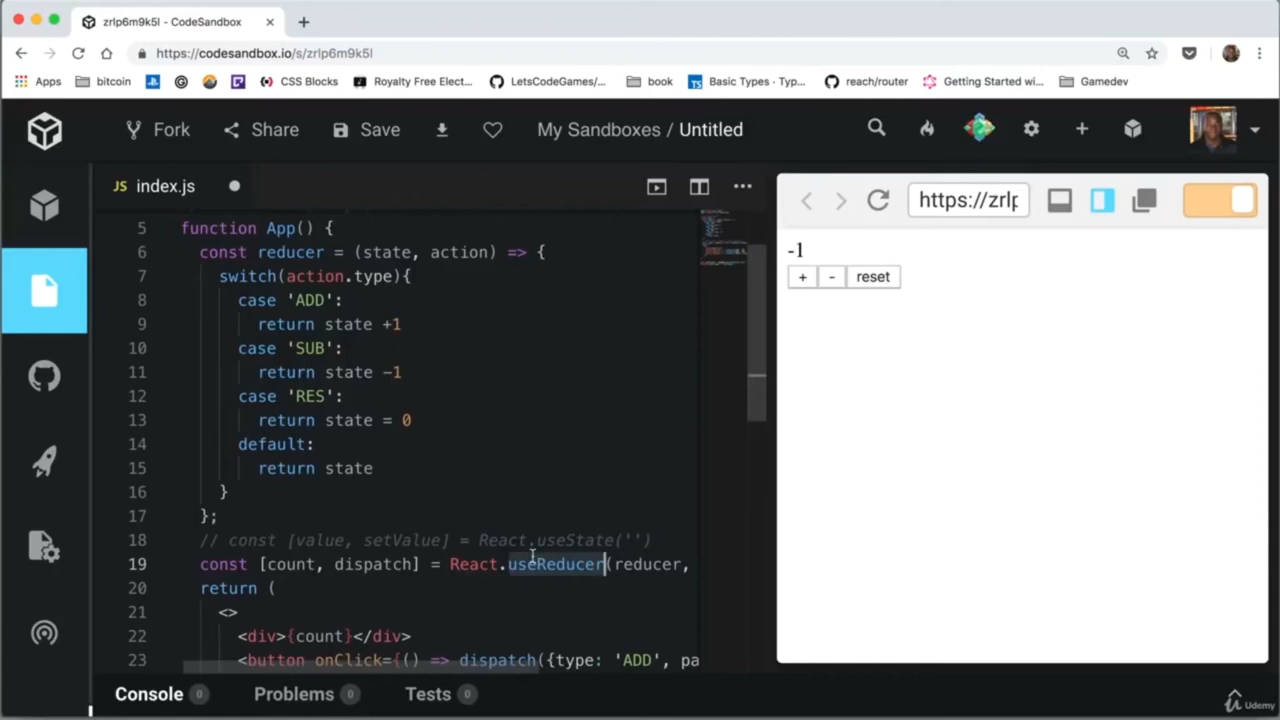 zrlp6m9k5l - CodeSandbox
https://codesandbox.io/s/zrlp6m9k5l
Apps bitcoin CSS Blocks Royalty Free Elect... LetsCodeGames/... book TS Basic Types · Typ... reach/router Getting Started wi... Gamedev
Fork Share Save My Sandboxes / Untitled
JS index.js
https://zrlp
5 function App() {
6 const reducer = (state, action) => {
7 switch(action.type){
8 case 'ADD':
9 return state +1
10 case 'SUB':
11 return state -1
12 case 'RES':
13 return state = 0
14 default:
15 return state
16 }
17 };
18 // const [value, setValue] = React.useState('')
19 const [count, dispatch] = React.useReducer(reducer,
20 return (
21 <>
22 <div>{count}</div>
23 <button onClick={() => dispatch({type: 'ADD', pa
-1
+ - reset
Console 0 Problems 0 Tests 0
Udemy